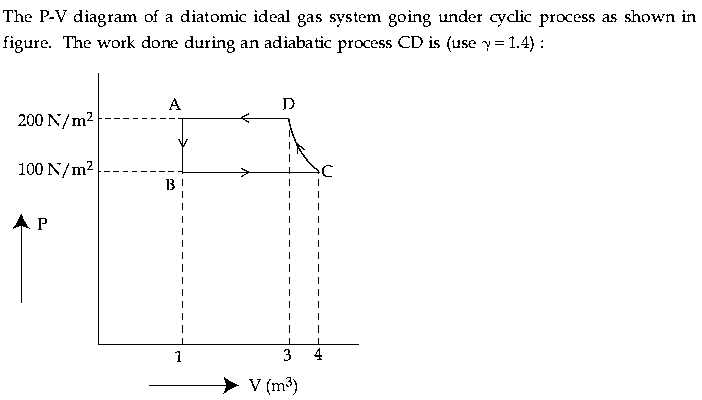 The P-V diagram of a diatomic ideal gas system going under cyclic process as shown in
figure. The work done during an adiabatic process CD is (use γ = 1.4) :
A D
200 N/m²
100 N/m²
B C
P
1 3 4
V (m³)